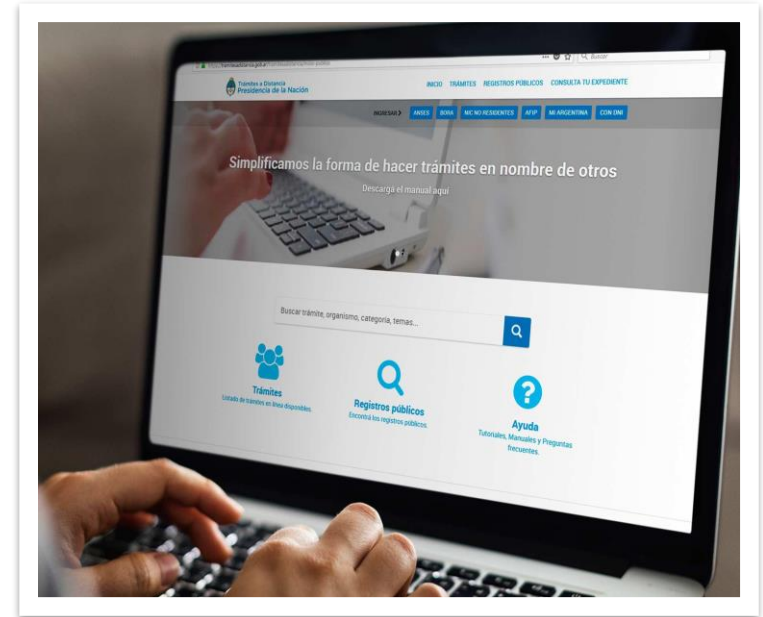 Buscar
Trámites a Distancia
Presidencia de la Nación
INICIO TRÁMITES REGISTROS PÚBLICOS CONSULTA TU EXPEDIENTE
INGRESAR ANSES BORA NIC NO RESIDENTES AFIP MI ARGENTINA CON DNI
Simplificamos la forma de hacer trámites en nombre de otros
Descargá el manual aquí
Buscar trámite, organismo, categoría, temas...
Trámites
Listado de trámites en línea disponibles.
Registros públicos
Encontrá los registros públicos.
Ayuda
Tutoriales, Manuales y Preguntas
frecuentes.